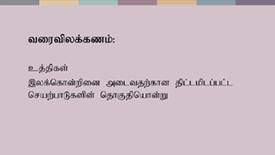 வரைவிலக்கணம்:
உத்திகள்
இலக்கொன்றினை அடைவதற்கான திட்டமிடப்பட்ட
செயற்பாடுகளின் தொகுதியொன்று